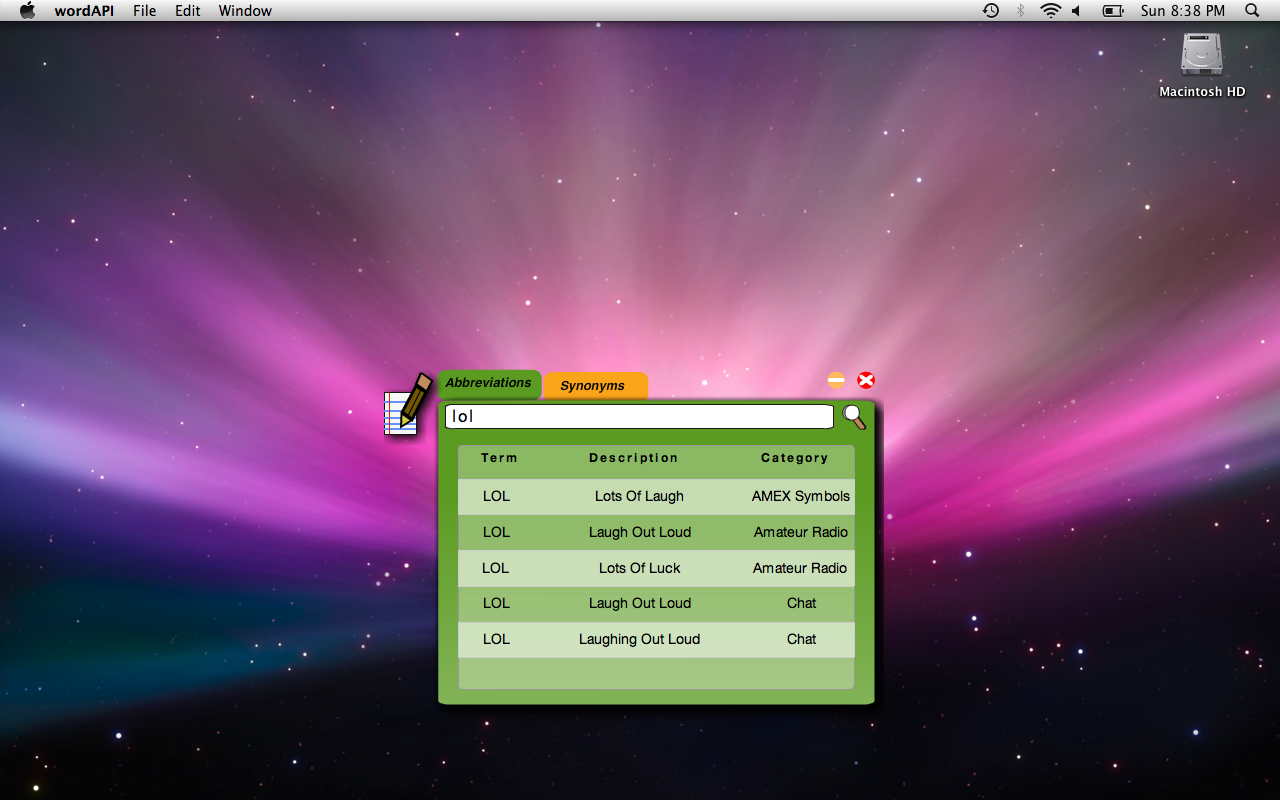 wordAPI File Edit Window Sun 8:38 PM
Macintosh HD
Abbreviations Synonyms
lol
Term Description Category
LOL Lots Of Laugh AMEX Symbols
LOL Laugh Out Loud Amateur Radio
LOL Lots Of Luck Amateur Radio
LOL Laugh Out Loud Chat
LOL Laughing Out Loud Chat